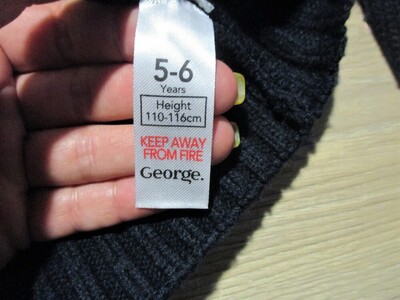 5-6
Years
Height
110-116cm
KEEP AWAY
FROM FIRE
George.